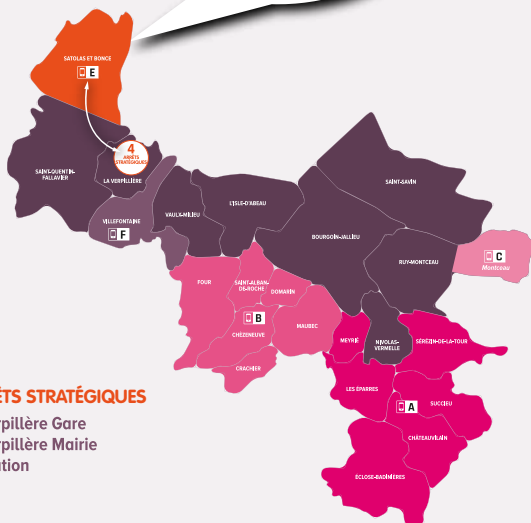 SATOLAS ET BONCE
E
4
ARRÊTS
STRATÉGIQUES
SAINT-QUENTIN-
FALLAVIER
LA VERPILLIÈRE
VILLEFONTAINE
F
VAULX-MILIEU
L'ISLE-D'ABEAU
SAINT-SAVIN
BOURGOIN-JALLIEU
RUY-MONTCEAU
C
Montceau
FOUR
SAINT-ALBAN-
DE-ROCHE
DOMARIN
B
CHÈZENEUVE
MAUBEC
CRACHIER
MEYRIÉ
NIVOLAS-
VERMELLE
SÉRÉZIN-DE-LA-TOUR
LES ÉPARRES
A
SUCCIEU
CHÂTEAUVILAIN
ÉCLOSE-BADINIÈRES
ÊTS STRATÉGIQUES
rpillère Gare
rpillère Mairie
ation